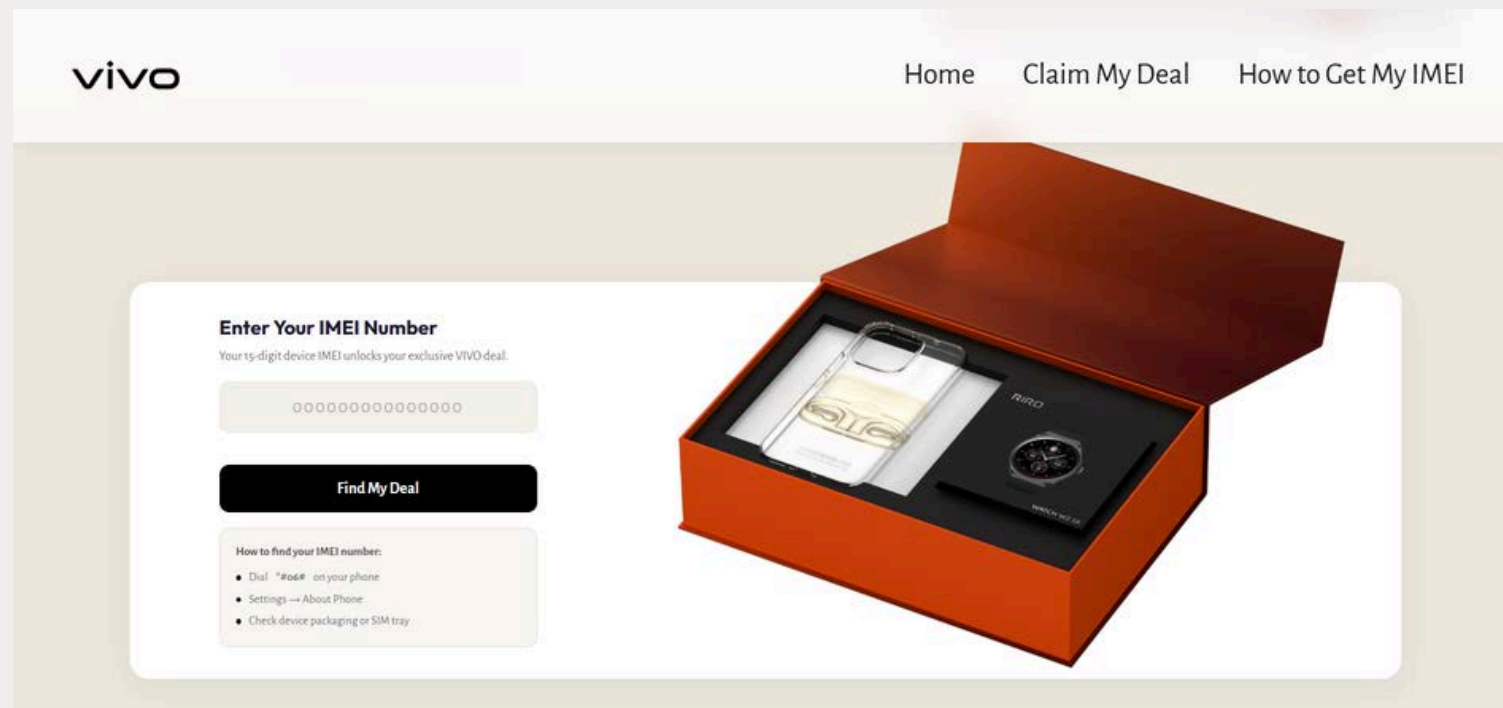 vivo
Home Claim My Deal How to Get My IMEI
Enter Your IMEI Number
Your 15-digit device IMEI unlocks your exclusive VIVO deal.
000000000000000
Find My Deal
How to find your IMEI number:
Dial *#06# on your phone
Settings → About Phone
Check device packaging or SIM tray
RIRO